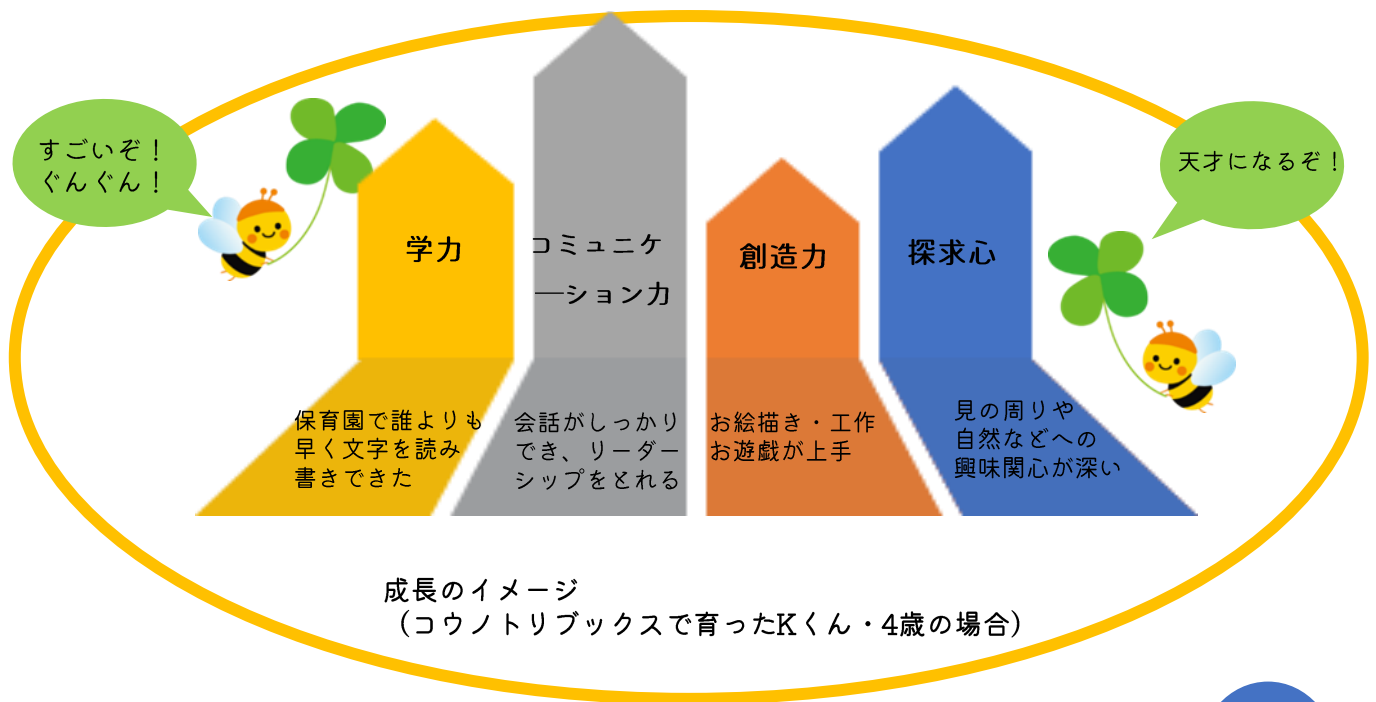 すごいぞ！
ぐんぐん！
天才になるぞ！
学力
コミュニケ
―ション力
創造力
探求心
保育園で誰よりも
早く文字を読み
書きできた
会話がしっかり
でき、リーダー
シップをとれる
お絵描き・工作
お遊戯が上手
見の周りや
自然などへの
興味関心が深い
成長のイメージ
（コウノトリブックスで育ったKくん・4歳の場合）